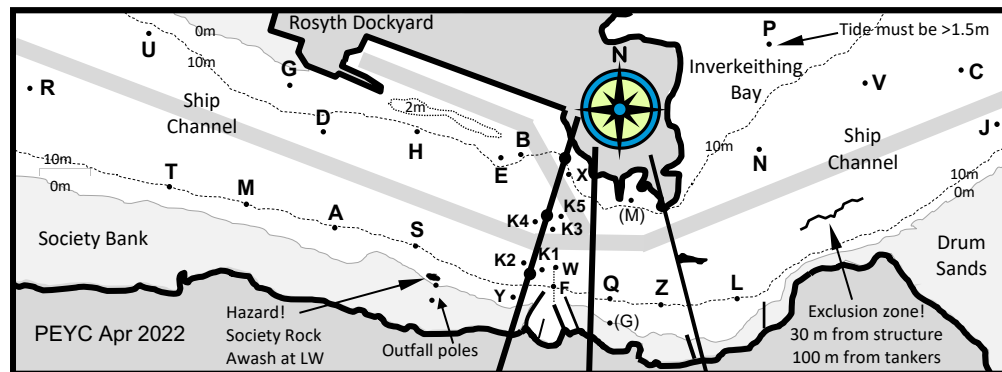 Rosyth Dockyard
N
P
Tide must be >1.5m
0m
U
10m
G
R
Ship
Channel
2m
D
H
B
E
X
Inverkeithing
Bay
V
C
J
10m
N
Ship
Channel
10m
0m
T
M
A
S
10m
0m
K5
K4
K3
(M)
K2
K1
W
Y
F
Q
Z
L
(G)
Society Bank
Drum
Sands
Hazard!
Society Rock
Awash at LW
Outfall poles
Exclusion zone!
30 m from structure
100 m from tankers
PEYC Apr 2022